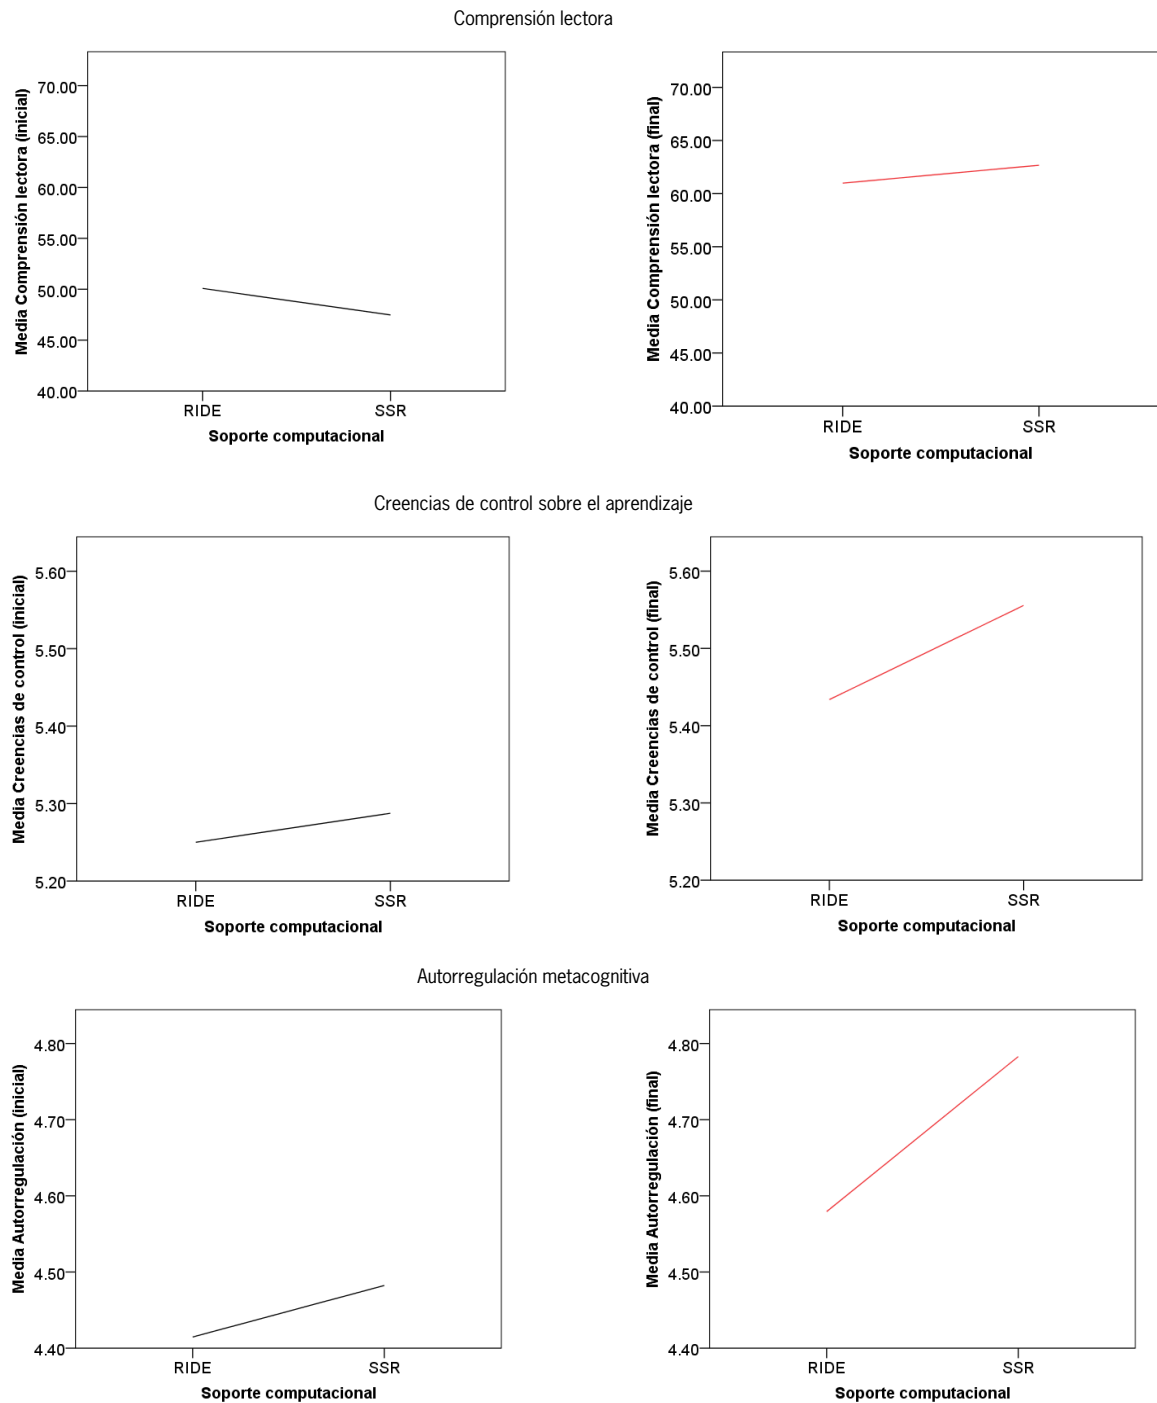 Comprensión lectora
Media Comprensión lectora (inicial)
70.00
65.00
60.00
55.00
50.00
45.00
40.00
RIDE SSR
Soporte computacional
Media Comprensión lectora (final)
70.00
65.00
60.00
55.00
50.00
45.00
40.00
RIDE SSR
Soporte computacional
Creencias de control sobre el aprendizaje
Media Creencias de control (inicial)
5.60
5.50
5.40
5.30
5.20
RIDE SSR
Soporte computacional
Media Creencias de control (final)
5.60
5.50
5.40
5.30
5.20
RIDE SSR
Soporte computacional
Autorregulación metacognitiva
Media Autorregulación (inicial)
4.80
4.70
4.60
4.50
4.40
RIDE SSR
Soporte computacional
Media Autorregulación (final)
4.80
4.70
4.60
4.50
4.40
RIDE SSR
Soporte computacional